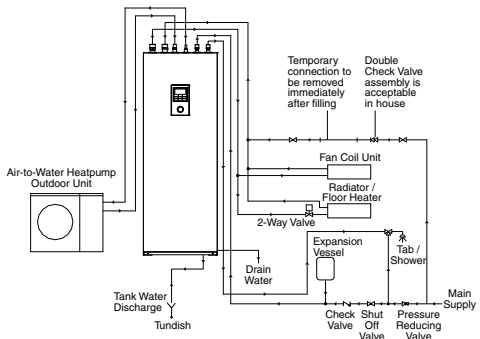 Temporary
connection to
be removed
immediately
after filling
Double
Check Valve
assembly is
acceptable
in house
Fan Coil Unit
Air-to-Water Heatpump
Outdoor Unit
Radiator /
Floor Heater
2-Way Valve
Expansion
Vessel
Tab /
Shower
Drain
Water
Tank Water
Discharge
Tundish
Main
Supply
Check
Valve
Shut
Off
Valve
Pressure
Reducing
Valve